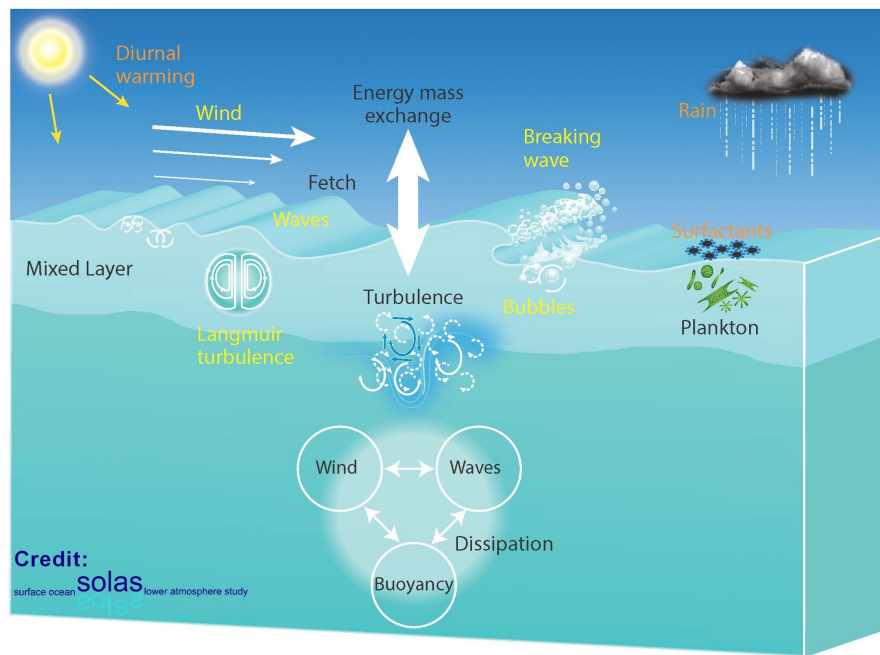 Diurnal
warming
Wind
Energy mass
exchange
Rain
Breaking
wave
Fetch
Waves
Surfactants
Mixed Layer
Turbulence
Bubbles
Plankton
Langmuir
turbulence
Wind
Waves
Dissipation
Buoyancy
Credit:
surface ocean solas lower atmosphere study
solas